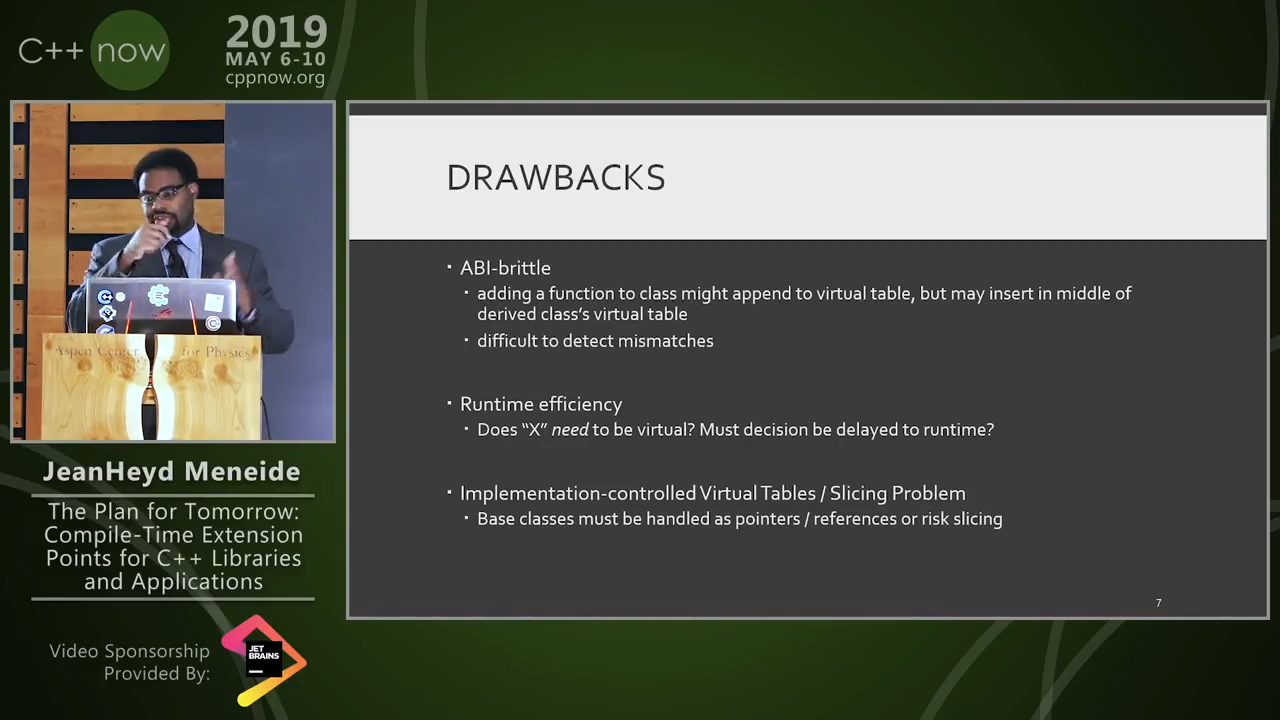 C++ now
2019
MAY 6-10
cppnow.org
Aspen Center for Physics
JeanHeyd Meneide
The Plan for Tomorrow:
Compile-Time Extension
Points for C++ Libraries
and Applications
Video Sponsorship
Provided By:
JET
BRAINS
DRAWBACKS
ABI-brittle
adding a function to class might append to virtual table, but may insert in middle of
derived class's virtual table
difficult to detect mismatches
Runtime efficiency
Does “X” need to be virtual? Must decision be delayed to runtime?
Implementation-controlled Virtual Tables / Slicing Problem
Base classes must be handled as pointers / references or risk slicing
7